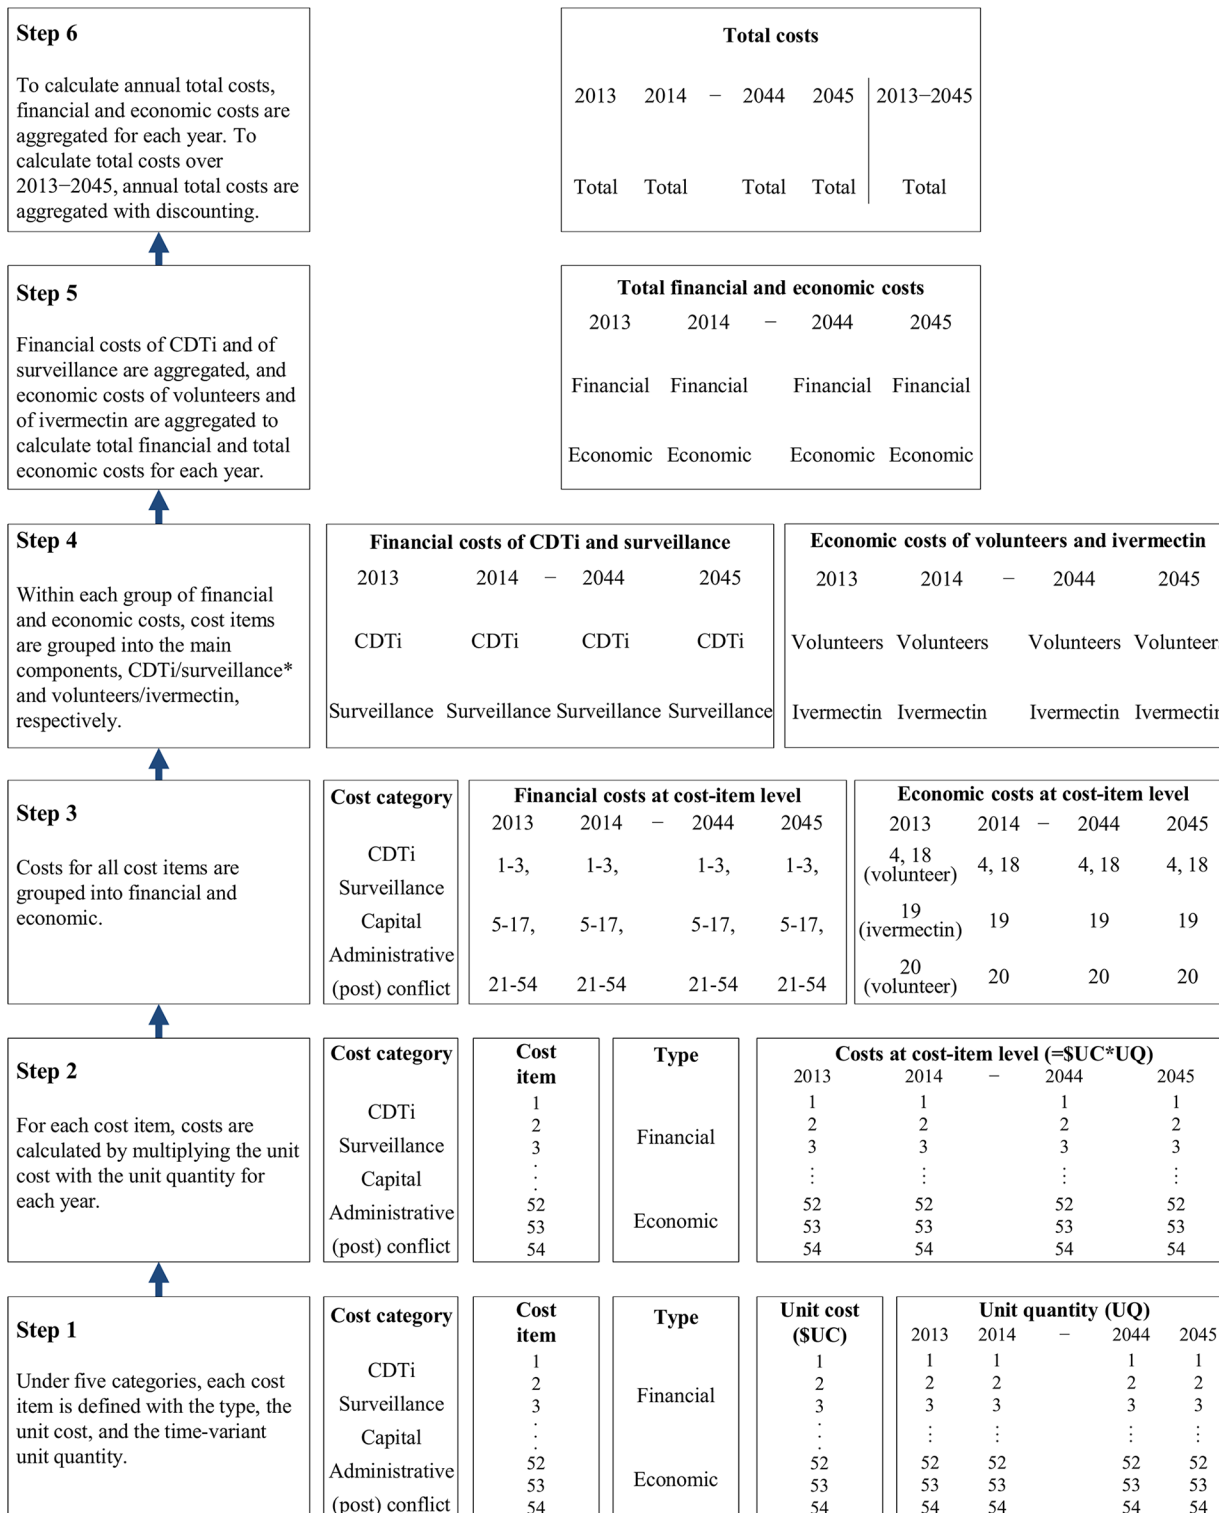 Step 6
To calculate annual total costs,
financial and economic costs are
aggregated for each year. To
calculate total costs over
2013−2045, annual total costs are
aggregated with discounting.
Total costs
2013 2014 − 2044 2045 2013−2045
Total Total Total Total Total
Step 5
Financial costs of CDTi and of
surveillance are aggregated, and
economic costs of volunteers and
of ivermectin are aggregated to
calculate total financial and total
economic costs for each year.
Total financial and economic costs
2013 2014 − 2044 2045
Financial Financial Financial Financial
Economic Economic Economic Economic
Step 4
Within each group of financial
and economic costs, cost items
are grouped into the main
components, CDTi/surveillance*
and volunteers/ivermectin,
respectively.
Financial costs of CDTi and surveillance
2013 2014 − 2044 2045
CDTi CDTi CDTi CDTi
Surveillance Surveillance Surveillance Surveillance
Economic costs of volunteers and ivermectin
2013 2014 − 2044 2045
Volunteers Volunteers Volunteers Volunteers
Ivermectin Ivermectin Ivermectin Ivermectin
Step 3
Costs for all cost items are
grouped into financial and
economic.
Cost category
CDTi
Surveillance
Capital
Administrative
(post) conflict
Financial costs at cost-item level
2013 2014 − 2044 2045
1-3, 1-3, 1-3, 1-3,
5-17, 5-17, 5-17, 5-17,
21-54 21-54 21-54 21-54
Economic costs at cost-item level
2013 2014 − 2044 2045
4, 18 4, 18 4, 18 4, 18
(volunteer)
19 19 19 19
(ivermectin)
20 20 20 20
(volunteer)
Step 2
For each cost item, costs are
calculated by multiplying the unit
cost with the unit quantity for
each year.
Cost category
CDTi
Surveillance
Capital
Administrative
(post) conflict
Cost
item
1
2
3
⋮
52
53
54
Type
Financial
Economic
Costs at cost-item level (=$UC*UQ)
2013 2014 − 2044 2045
1 1 1 1
2 2 2 2
3 3 3 3
⋮ ⋮ ⋮ ⋮
52 52 52 52
53 53 53 53
54 54 54 54
Step 1
Under five categories, each cost
item is defined with the type, the
unit cost, and the time-variant
unit quantity.
Cost category
CDTi
Surveillance
Capital
Administrative
(post) conflict
Cost
item
1
2
3
⋮
52
53
54
Type
Financial
Economic
Unit cost
($UC)
1
2
3
⋮
52
53
54
Unit quantity (UQ)
2013 2014 − 2044 2045
1 1 1 1
2 2 2 2
3 3 3 3
⋮ ⋮ ⋮ ⋮
52 52 52 52
53 53 53 53
54 54 54 54